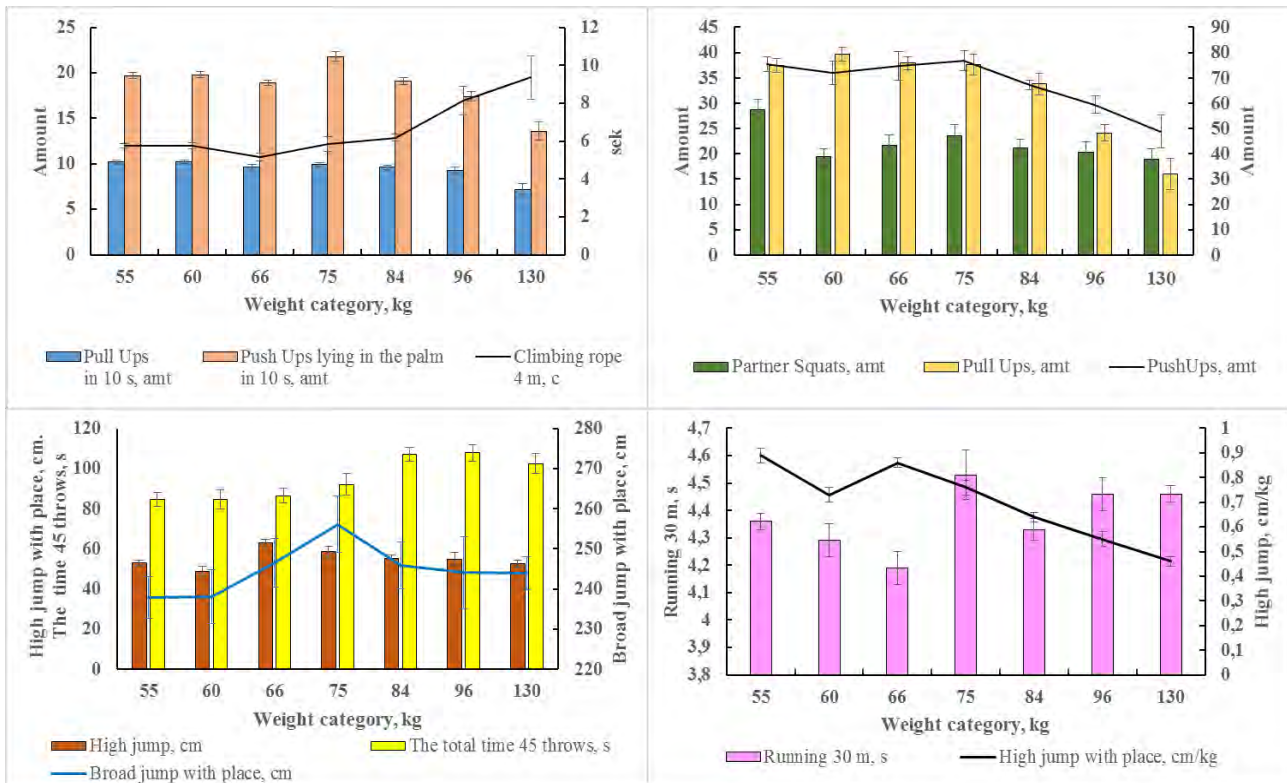 25
20
15
10
5
0
Amount
12
10
8
6
4
2
0
sek
55 60 66 75 84 96 130
Weight category, kg
Pull Ups
in 10 s, amt
Push Ups lying in the palm
in 10 s, amt
Climbing rope
4 m, c
45
40
35
30
25
20
15
10
5
0
Amount
90
80
70
60
50
40
30
20
10
0
Amount
55 60 66 75 84 96 130
Weight category, kg
Partner Squats, amt
Pull Ups, amt
PushUps, amt
120
100
80
60
40
20
0
High jump with place, cm.
The time 45 throws, s
280
270
260
250
240
230
220
Broad jump with place, cm
55 60 66 75 84 96 130
Weight category, kg
High jump, cm
The total time 45 throws, s
Broad jump with place, cm
4,7
4,6
4,5
4,4
4,3
4,2
4,1
4
3,9
3,8
Running 30 m, s
1
0,9
0,8
0,7
0,6
0,5
0,4
0,3
0,2
0,1
0
High jump, cm/kg
55 60 66 75 84 96 130
Weight category, kg
Running 30 m, s
High jump with place, cm/kg